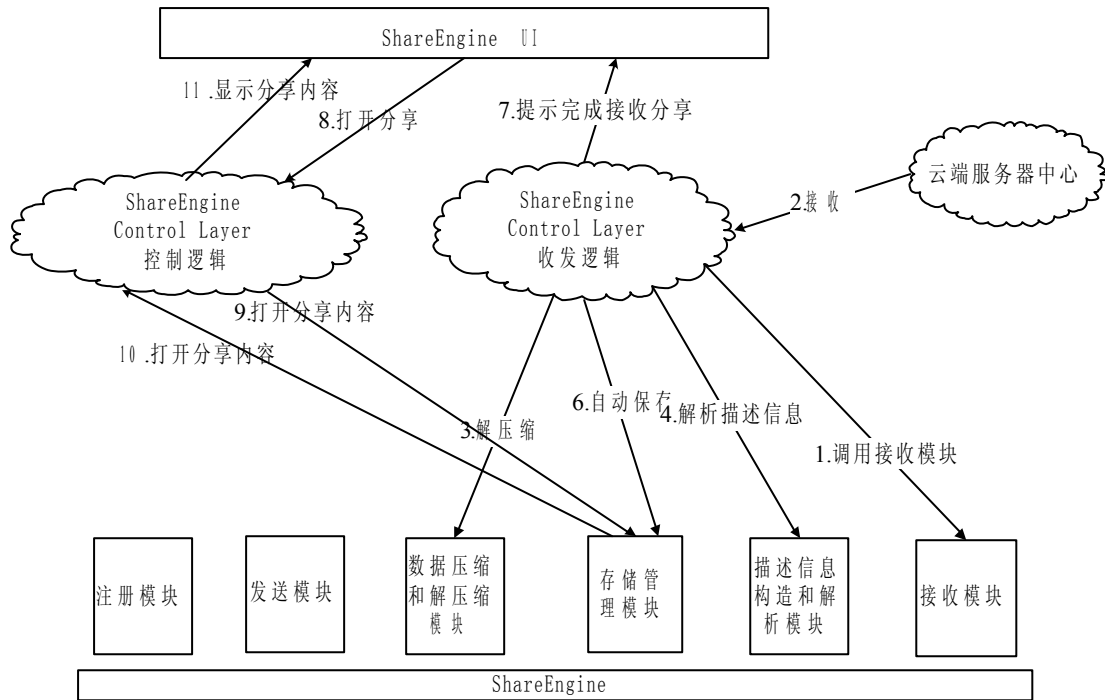 ShareEngine UI
11.显示分享内容
8.打开分享
7.提示完成接收分享
云端服务器中心
2.接收
ShareEngine
Control Layer
控制逻辑
ShareEngine
Control Layer
收发逻辑
9.打开分享内容
10.打开分享内容
3.解压缩
6.自动保存
4.解析描述信息
1.调用接收模块
注册模块
发送模块
数据压缩
和解压缩
模块
存储管
理模块
描述信息
构造和解
析模块
接收模块
ShareEngine